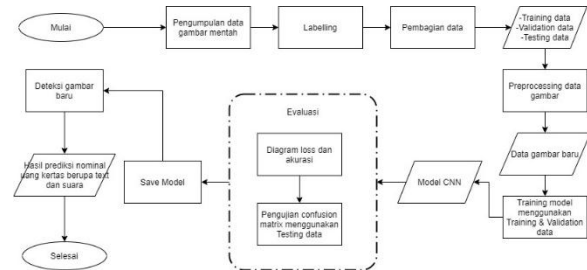 Mulai
Pengumpulan data
gambar mentah
Labelling
Pembagian data
-Training data
-Validation data
-Testing data
Preprocessing data
gambar
Data gambar baru
Training model
menggunakan
Training & Validation
data
Model CNN
Evaluasi
Diagram loss dan
akurasi
Pengujian confusion
matrix menggunakan
Testing data
Save Model
Deteksi gambar
baru
Hasil prediksi nominal
uang kertas berupa text
dan suara
Selesai